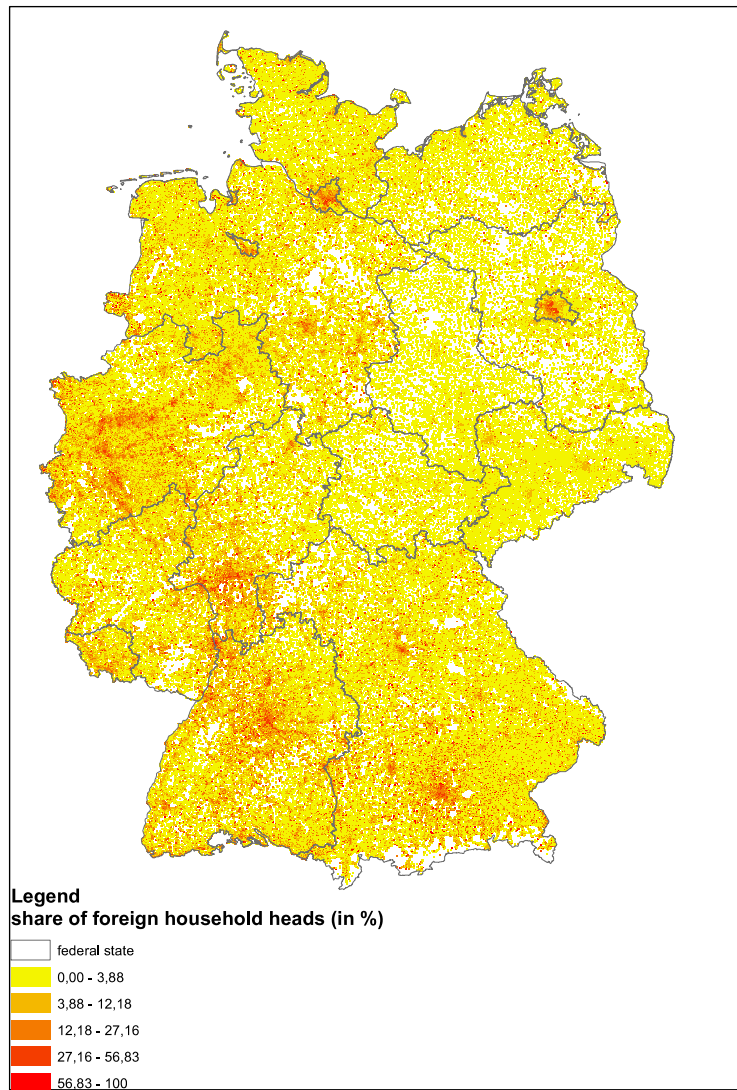 Legend
share of foreign household heads (in %)
federal state
0,00 - 3,88
3,88 - 12,18
12,18 - 27,16
27,16 - 56,83
56,83 - 100